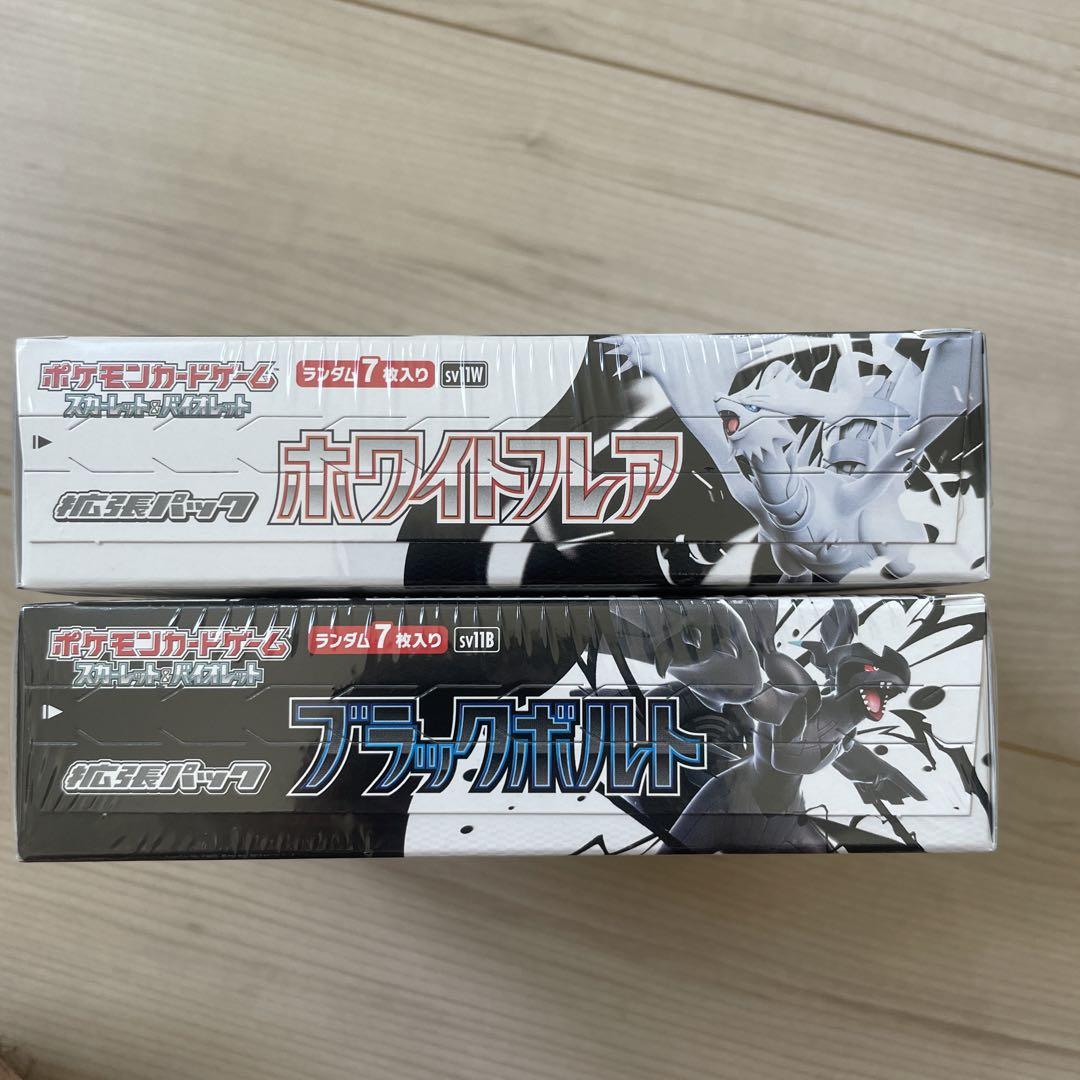 ポケモンカードゲーム
スカーレット&バイオレット
ランダム7枚入り
sv11W
拡張パック
ホワイトフレア
ポケモンカードゲーム
スカーレット&バイオレット
ランダム7枚入り
sv11B
拡張パック
ブラックボルト